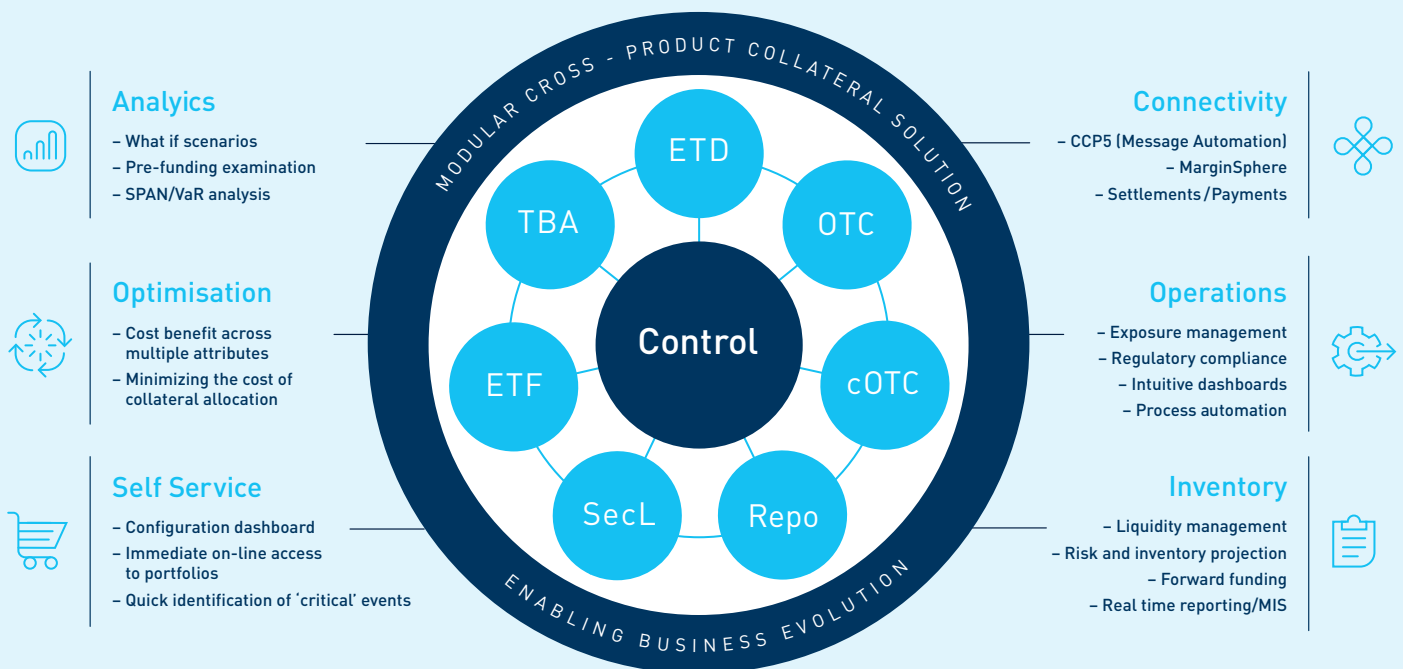 MODULAR CROSS - PRODUCT COLLATERAL SOLUTION
Analyics
– What if scenarios
– Pre-funding examination
– SPAN/VaR analysis
Optimisation
– Cost benefit across
multiple attributes
– Minimizing the cost of
collateral allocation
Self Service
– Configuration dashboard
– Immediate on-line access
to portfolios
– Quick identification of ‘critical’ events
ETD
TBA
OTC
Control
ETF
cOTC
SecL
Repo
Connectivity
– CCP5 (Message Automation)
– MarginSphere
– Settlements/Payments
Operations
– Exposure management
– Regulatory compliance
– Intuitive dashboards
– Process automation
Inventory
– Liquidity management
– Risk and inventory projection
– Forward funding
– Real time reporting/MIS
ENABLING BUSINESS EVOLUTION